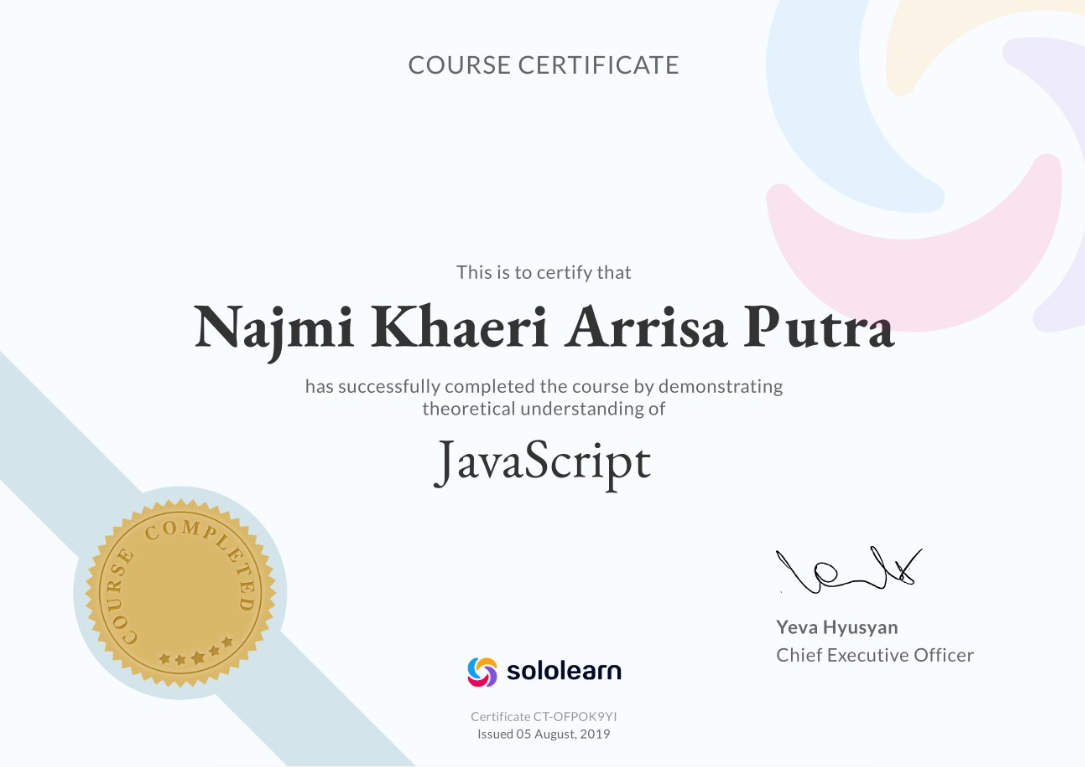 COURSE CERTIFICATE
This is to certify that
Najmi Khaeri Arrisa Putra
has successfully completed the course by demonstrating
theoretical understanding of
JavaScript
COURSE COMPLETED
Yeva Hyusyan
Chief Executive Officer
sololearn
Certificate CT-OFPOK9YI
Issued 05 August, 2019